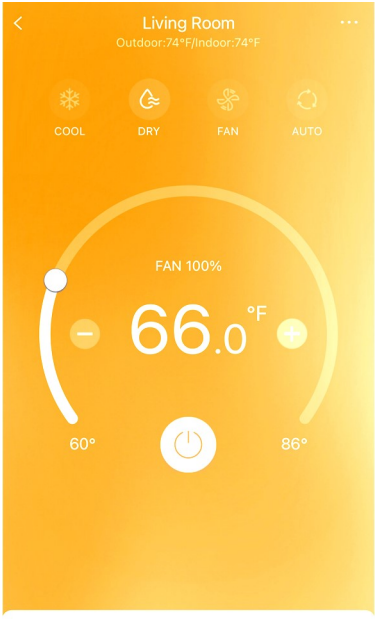 Living Room
Outdoor:74°F/Indoor:74°F
COOL DRY FAN AUTO
FAN 100%
66.0°F
60° 86°